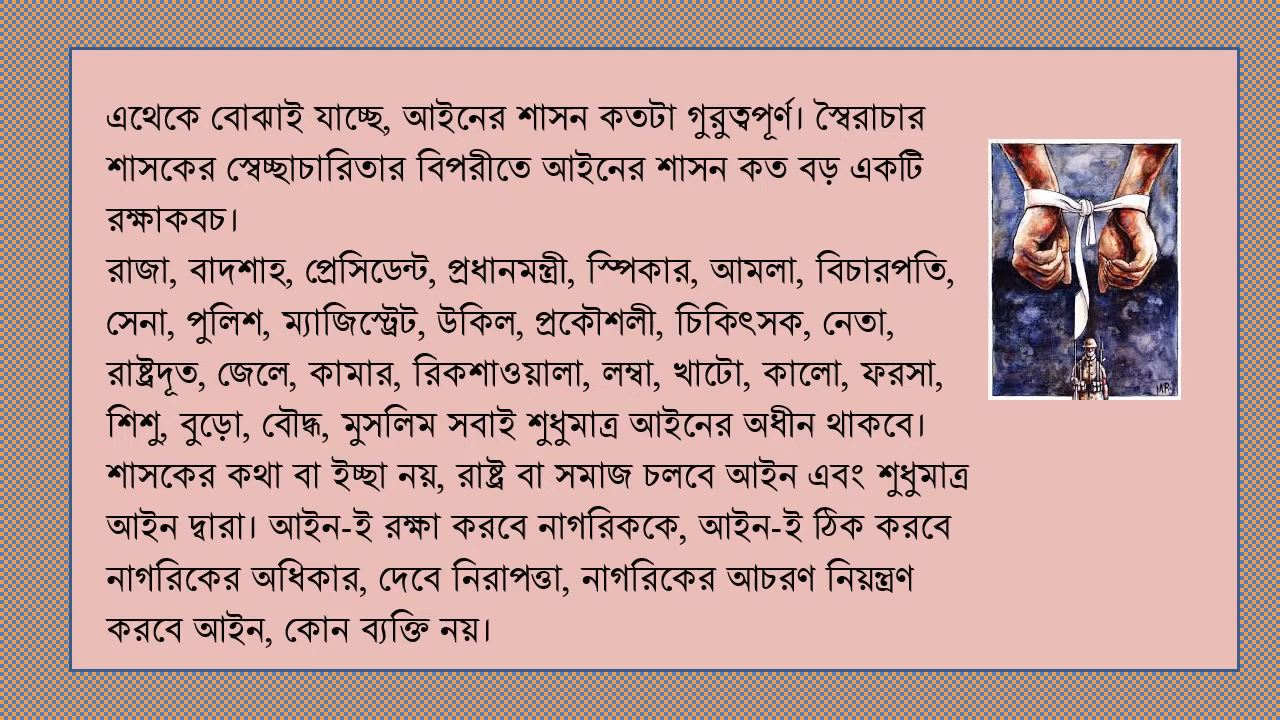 এথেকে বোঝাই যাচ্ছে, আইনের শাসন কতটা গুরুত্বপূর্ণ। স্বৈরাচার
শাসকের স্বেচ্ছাচারিতার বিপরীতে আইনের শাসন কত বড় একটি
রক্ষাকবচ।
রাজা, বাদশাহ, প্রেসিডেন্ট, প্রধানমন্ত্রী, স্পিকার, আমলা, বিচারপতি,
সেনা, পুলিশ, ম্যাজিস্ট্রেট, উকিল, প্রকৌশলী, চিকিৎসক, নেতা,
রাষ্ট্রদূত, জেলে, কামার, রিকশাওয়ালা, লম্বা, খাটো, কালো, ফরসা,
শিশু, বুড়ো, বৌদ্ধ, মুসলিম সবাই শুধুমাত্র আইনের অধীন থাকবে।
শাসকের কথা বা ইচ্ছা নয়, রাষ্ট্র বা সমাজ চলবে আইন এবং শুধুমাত্র
আইন দ্বারা। আইন-ই রক্ষা করবে নাগরিককে, আইন-ই ঠিক করবে
নাগরিকের অধিকার, দেবে নিরাপত্তা, নাগরিকের আচরণ নিয়ন্ত্রণ
করবে আইন, কোন ব্যক্তি নয়।